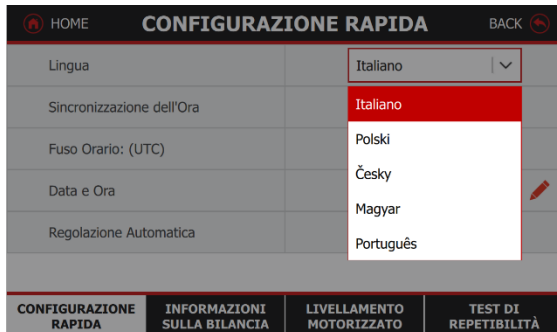 HOME CONFIGURAZIONE RAPIDA BACK
Lingua Italiano
Sincronizzazione dell'Ora Italiano
Fuso Orario: (UTC) Polski
Česky
Data e Ora Magyar
Regolazione Automatica Português
CONFIGURAZIONE RAPIDA
INFORMAZIONI SULLA BILANCIA
LIVELLAMENTO MOTORIZZATO
TEST DI REPETIBILITÀ